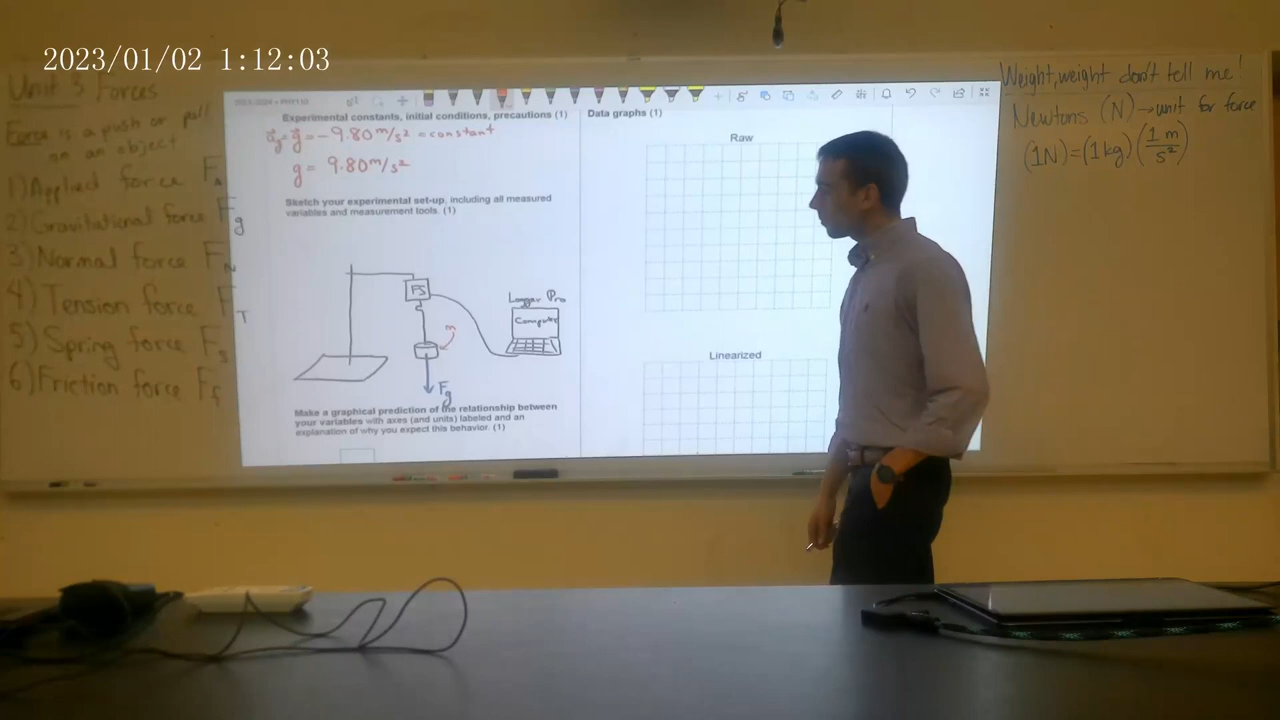 2023/01/02 1:12:03
Unit 3 Forces
Force is a push or pull
on an object
1) Applied force F
2) Gravitational force Fg
3) Normal force FN
4) Tension force FT
5) Spring force Fs
6) Friction force Ff
Experimental constants, initial conditions, precautions (1)
= g = -9.80 m/s² = constant
g = 9.80 m/s²
Sketch your experimental set-up, including all measured
variables and measurement tools. (1)
FS
m
Fg
Logger Pro
Computer
Make a graphical prediction of the relationship between
your variables with axes (and units) labeled and an
explanation of why you expect this behavior. (1)
Data graphs (1)
Raw
Linearized
Weight, weight don't tell me!
Newtons (N) → unit for force
(1N) = (1kg) (1 m/s²)